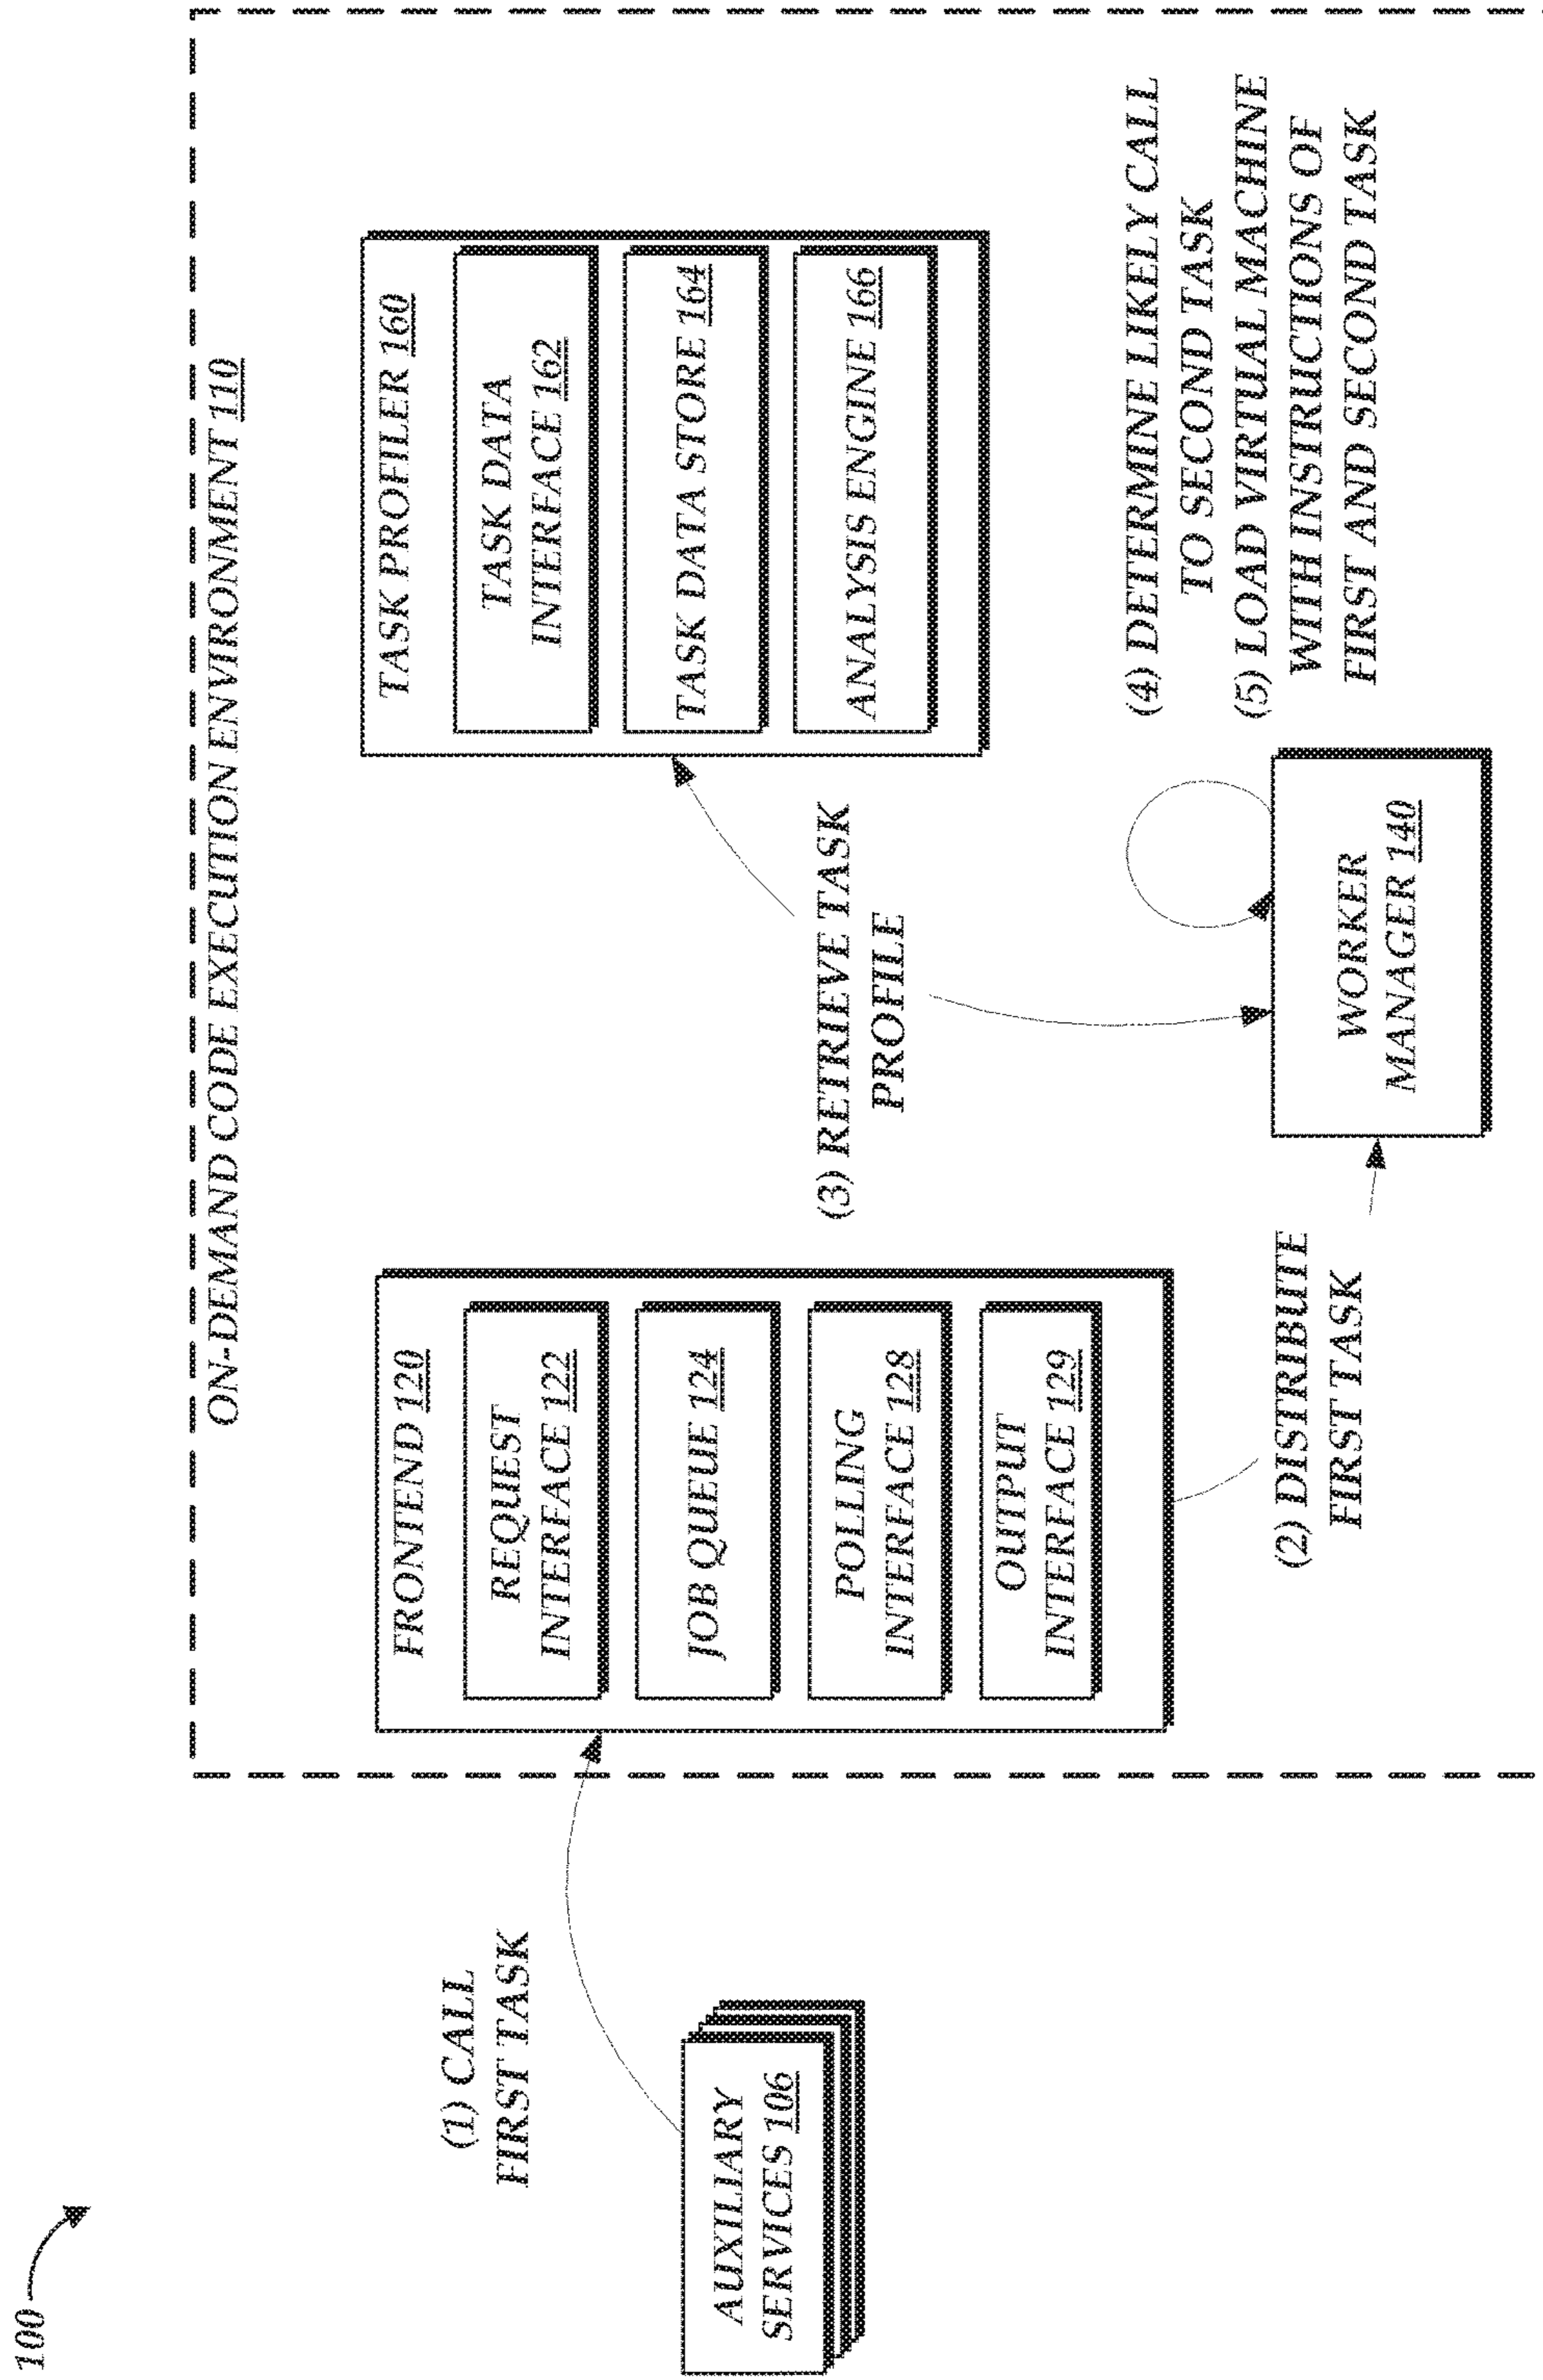 100
ON-DEMAND CODE EXECUTION ENVIRONMENT 110
(1) CALL
FIRST TASK
AUXILIARY
SERVICES 106
FRONTEND 120
REQUEST
INTERFACE 122
JOB QUEUE 124
POLLING
INTERFACE 128
OUTPUT
INTERFACE 129
(2) DISTRIBUTE
FIRST TASK
(3) RETRIEVE TASK
PROFILE
TASK PROFILER 160
TASK DATA
INTERFACE 162
TASK DATA STORE 164
ANALYSIS ENGINE 166
WORKER
MANAGER 140
(4) DETERMINE LIKELY CALL
TO SECOND TASK
(5) LOAD VIRTUAL MACHINE
WITH INSTRUCTIONS OF
FIRST AND SECOND TASK